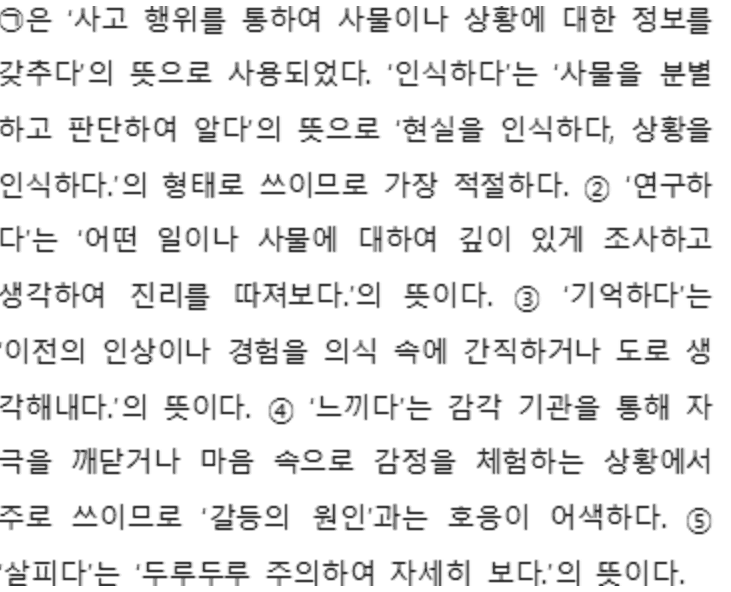 ㉠은 '사고 행위를 통하여 사물이나 상황에 대한 정보를
갖추다'의 뜻으로 사용되었다. '인식하다'는 '사물을 분별
하고 판단하여 알다'의 뜻으로 '현실을 인식하다, 상황을
인식하다.'의 형태로 쓰이므로 가장 적절하다. ② '연구하
다'는 '어떤 일이나 사물에 대하여 깊이 있게 조사하고
생각하여 진리를 따져보다.'의 뜻이다. ③ '기억하다'는
'이전의 인상이나 경험을 의식 속에 간직하거나 도로 생
각해내다.'의 뜻이다. ④ '느끼다'는 감각 기관을 통해 자
극을 깨닫거나 마음 속으로 감정을 체험하는 상황에서
주로 쓰이므로 '갈등의 원인'과는 호응이 어색하다. ⑤
'살피다'는 '두루두루 주의하여 자세히 보다.'의 뜻이다.